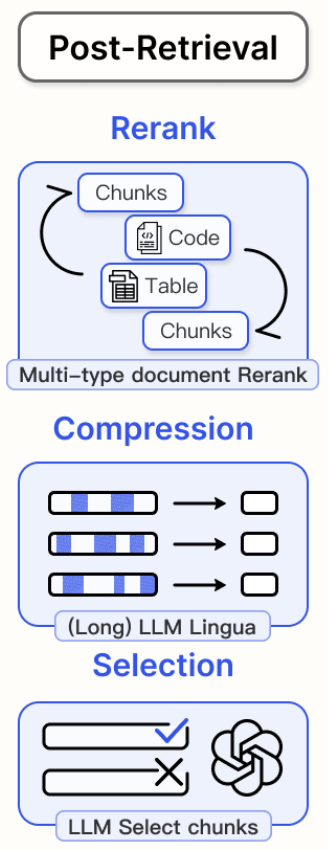 Post-Retrieval
Rerank
Chunks
Code
Table
Chunks
Multi-type document Rerank
Compression
(Long) LLM Lingua
Selection
LLM Select chunks